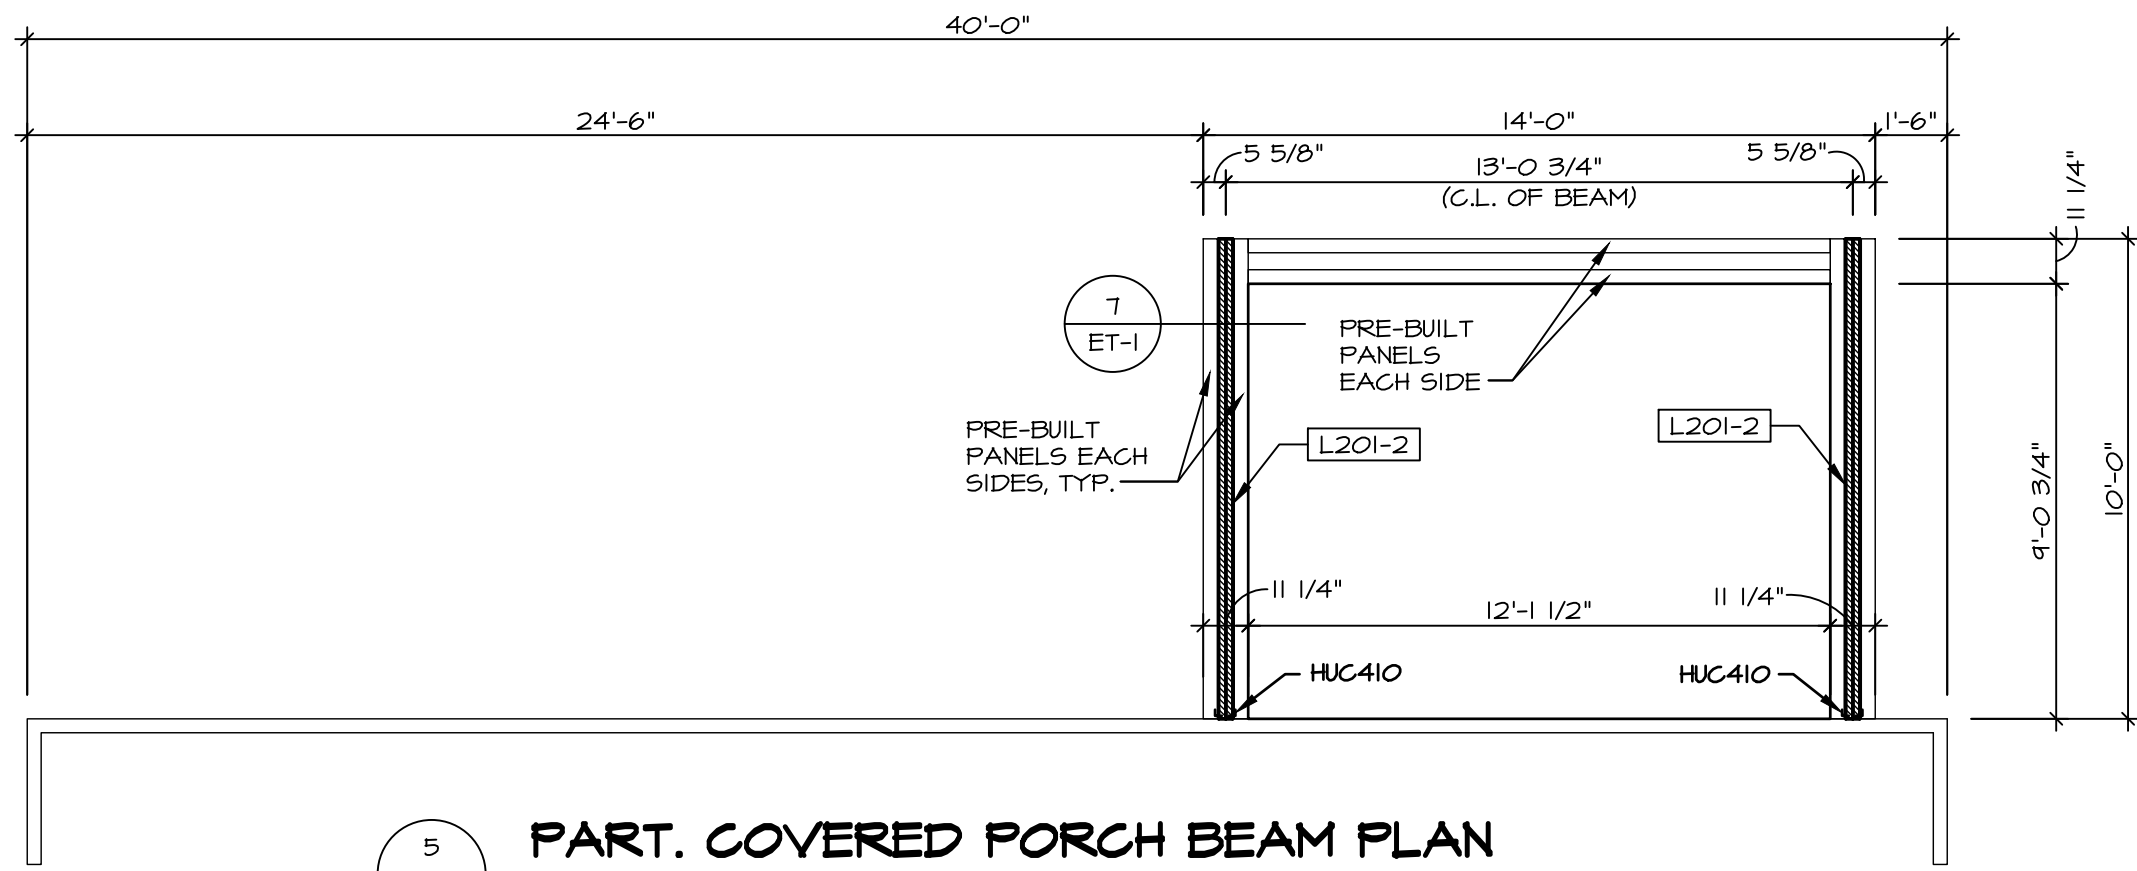 40'-0"
24'-6"
14'-0"
1'-6"
5 5/8"
13'-0 3/4"
5 5/8"
(C.L. OF BEAM)
11 1/4"
7
ET-1
PRE-BUILT
PANELS
EACH SIDE
PRE-BUILT
PANELS EACH
SIDES, TYP.
L201-2
L201-2
9'-0 3/4"
10'-0"
11 1/4"
12'-1 1/2"
11 1/4"
HUC410
HUC410
5
PART. COVERED PORCH BEAM PLAN